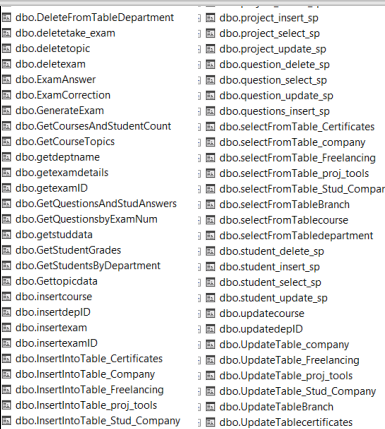 dbo.DeleteFromTableDepartment
dbo.deletetake_exam
dbo.deletetopic
dbo.deletexam
dbo.ExamAnswer
dbo.ExamCorrection
dbo.GenerateExam
dbo.GetCoursesAndStudentCount
dbo.GetCourseTopics
dbo.getdeptname
dbo.getexamdetails
dbo.getexamID
dbo.GetQuestionsAndStudAnswers
dbo.GetQuestionsbyExamNum
dbo.getstuddata
dbo.GetStudentGrades
dbo.GetStudentsByDepartment
dbo.Gettopicdata
dbo.insertcourse
dbo.insertdepID
dbo.insertexam
dbo.insertexamID
dbo.InsertIntoTable_Certificates
dbo.InsertIntoTable_Company
dbo.InsertIntoTable_Freelancing
dbo.InsertIntoTable_proj_tools
dbo.InsertIntoTable_Stud_Company
dbo.project_insert_sp
dbo.project_select_sp
dbo.project_update_sp
dbo.question_delete_sp
dbo.question_select_sp
dbo.question_update_sp
dbo.questions_insert_sp
dbo.selectFromTable_Certificates
dbo.selectFromTable_company
dbo.selectFromTable_Freelancing
dbo.selectFromTable_proj_tools
dbo.selectFromTable_Stud_Compar
dbo.selectFromTableBranch
dbo.selectFromTablecourse
dbo.selectFromTabledepartment
dbo.student_delete_sp
dbo.student_insert_sp
dbo.student_select_sp
dbo.student_update_sp
dbo.updatecourse
dbo.updatedepID
dbo.UpdateTable_company
dbo.UpdateTable_Freelancing
dbo.UpdateTable_proj_tools
dbo.UpdateTable_Stud_Company
dbo.UpdateTableBranch
dbo.UpdateTablecertificates